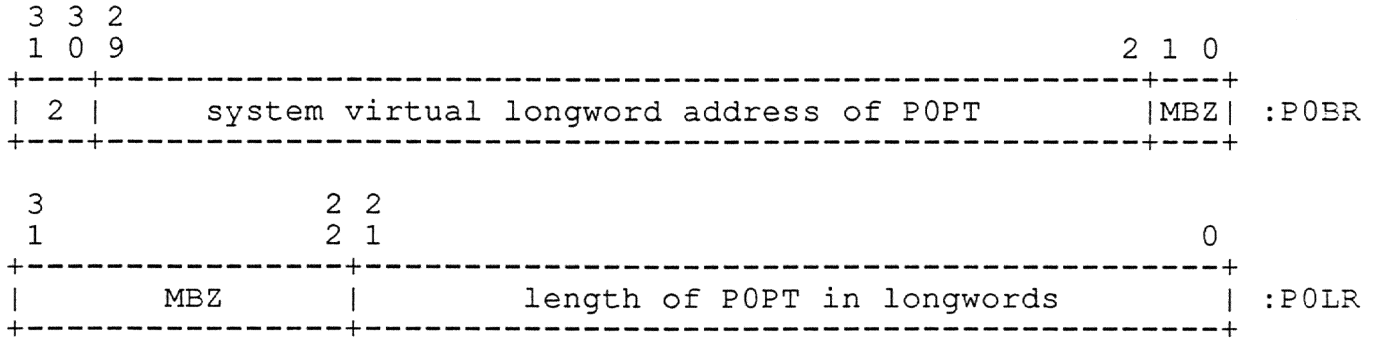 3 3 2
1 0 9 2 1 0
+---+-----------------------------------------------------+---+
| 2 | system virtual longword address of P0PT |MBZ| :P0BR
+---+-----------------------------------------------------+---+
3 2 2
1 2 1 0
+----------------+--------------------------------------------+
| MBZ | length of P0PT in longwords | :P0LR
+----------------+--------------------------------------------+